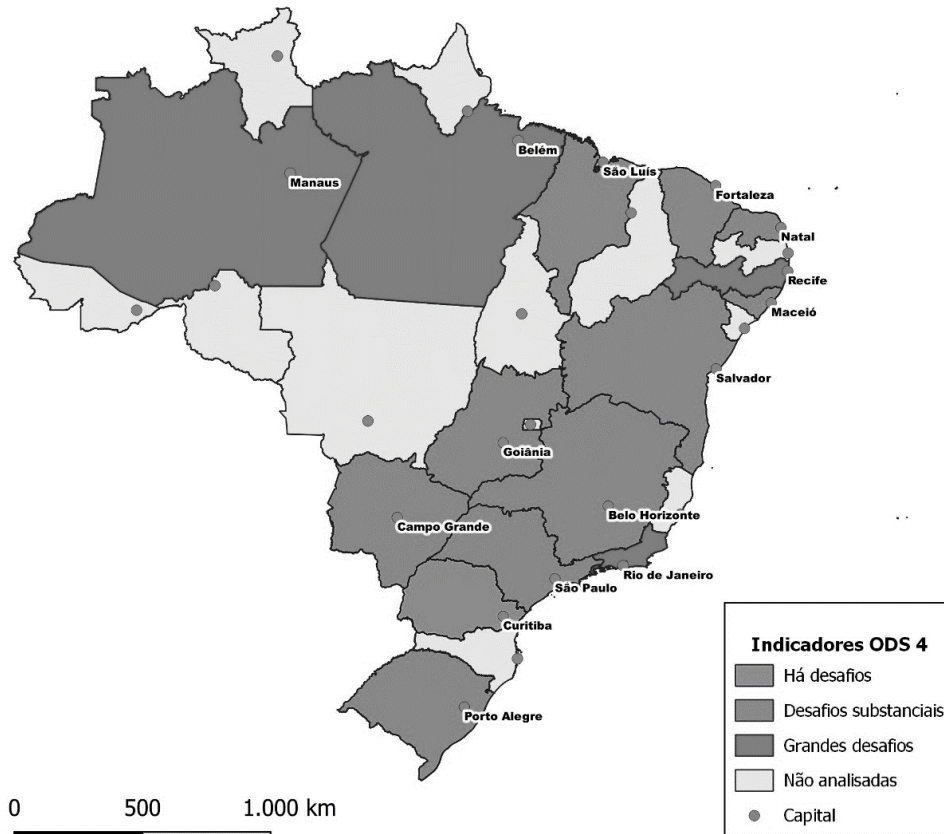 Belém
São Luís
Manaus
Fortaleza
Natal
Recife
Maceió
Salvador
Goiânia
Belo Horizonte
Campo Grande
Rio de Janeiro
São Paulo
Curitiba
Porto Alegre
Indicadores ODS 4
Há desafios
Desafios substanciais
Grandes desafios
Não analisadas
Capital
0 500 1.000 km